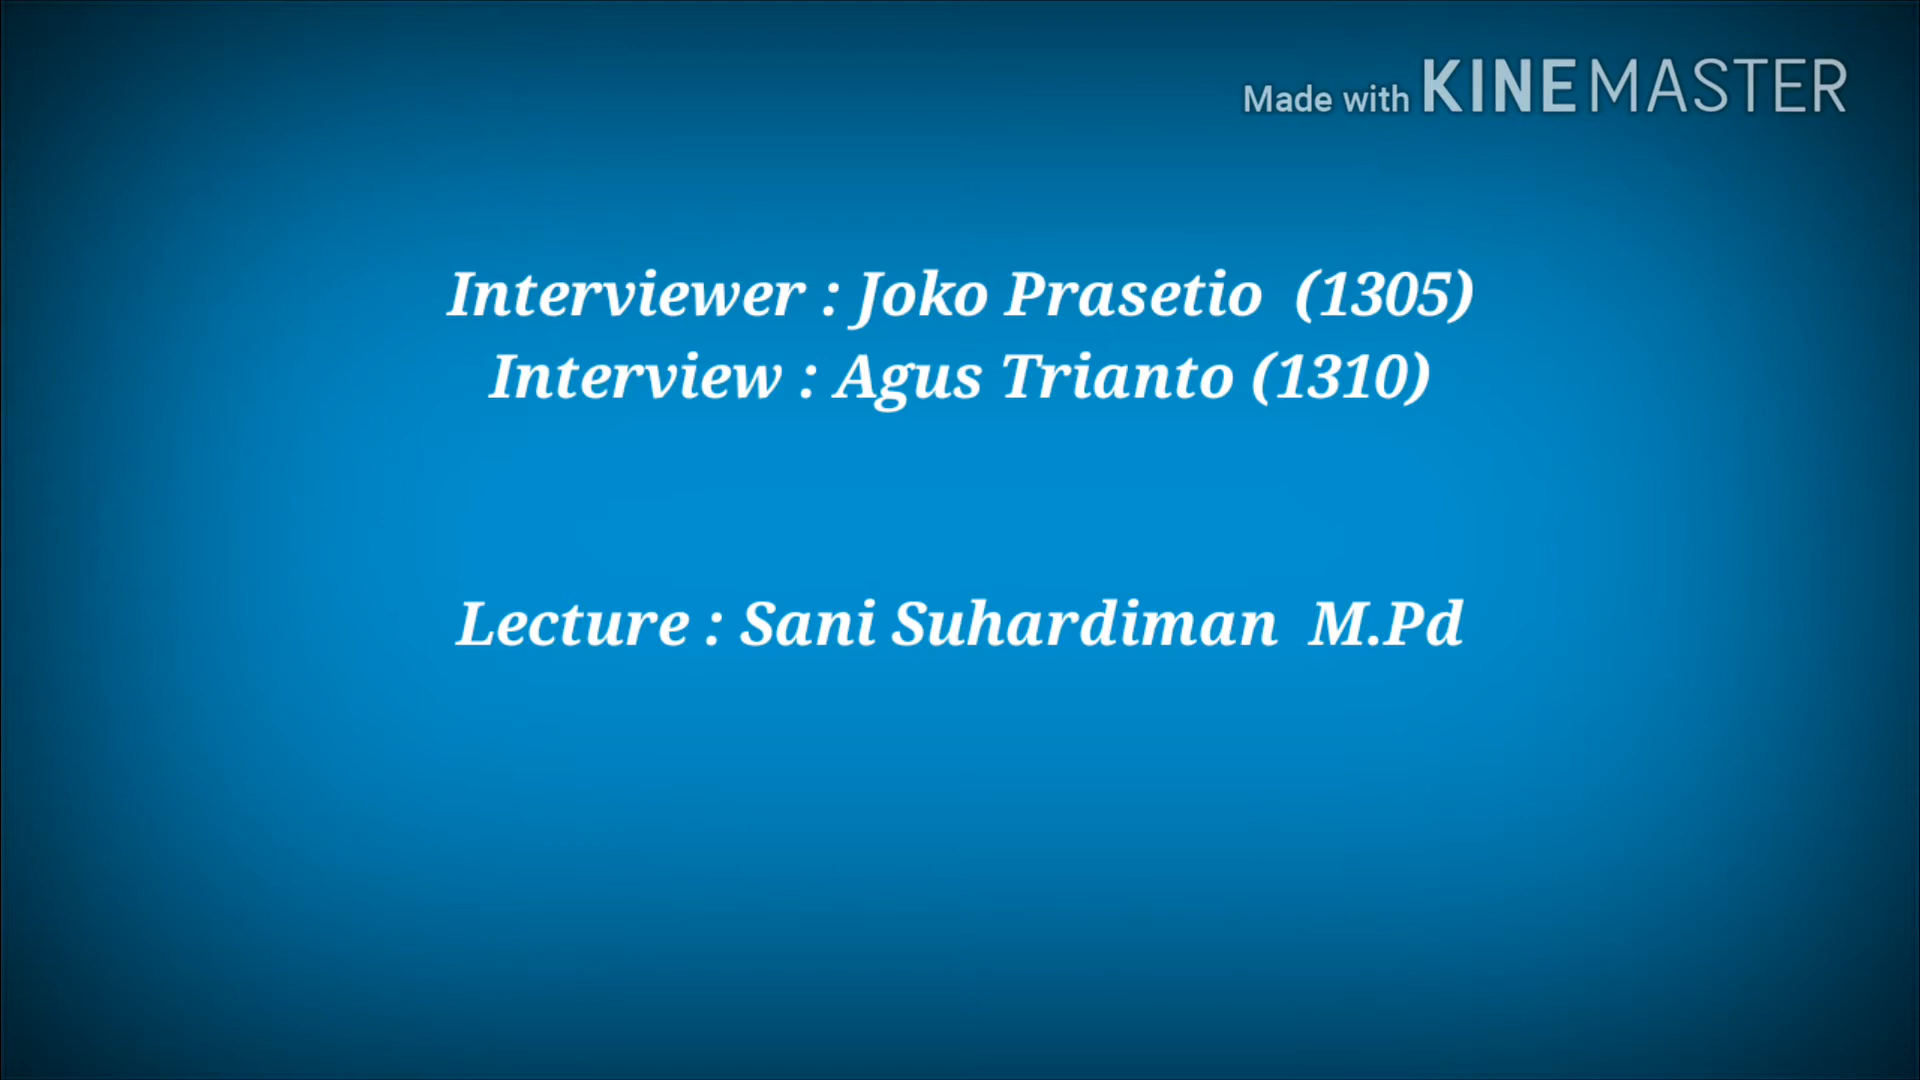 Made with KINEMASTER
Interviewer : Joko Prasetio (1305)
Interview : Agus Trianto (1310)
Lecture : Sani Suhardiman M.Pd